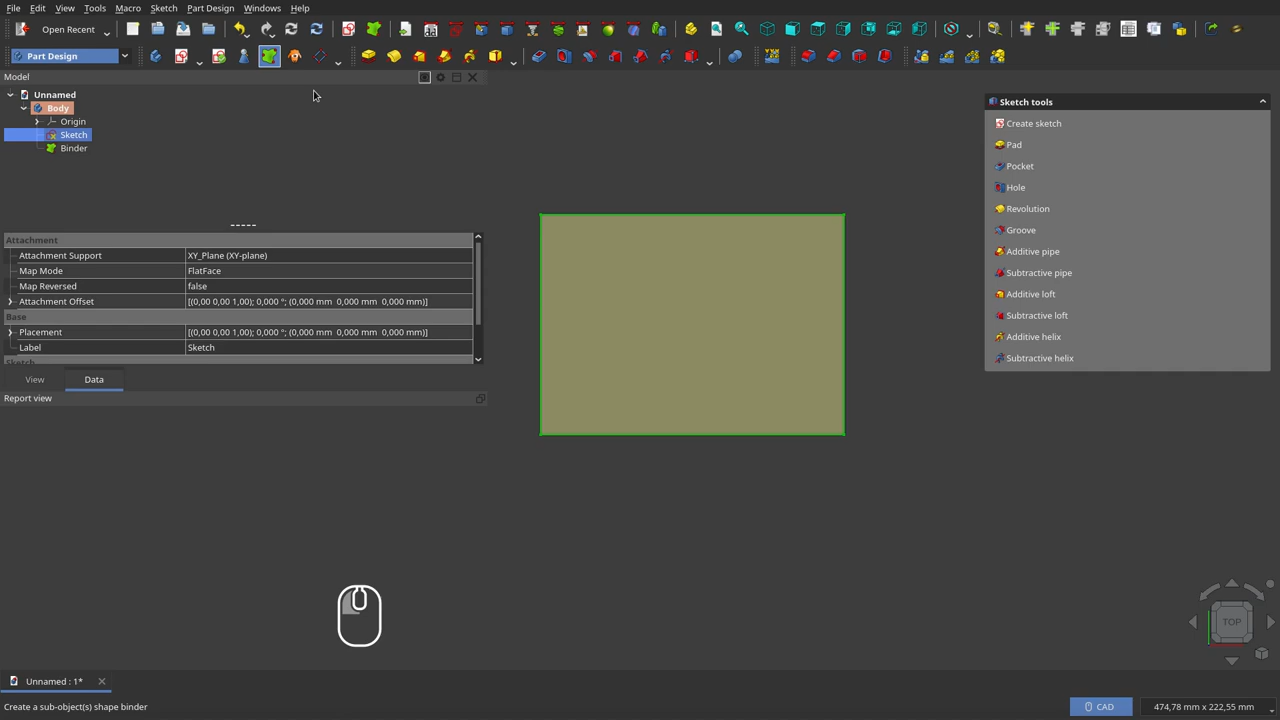 File Edit View Tools Macro Sketch Part Design Windows Help
Open Recent
Part Design
Model
Unnamed
Body
Origin
Sketch
Binder
Attachment
Attachment Support XY_Plane (XY-plane)
Map Mode FlatFace
Map Reversed false
Attachment Offset [(0,00 0,00 1,00); 0,000 °; (0,000 mm 0,000 mm 0,000 mm)]
Base
Placement [(0,00 0,00 1,00); 0,000 °; (0,000 mm 0,000 mm 0,000 mm)]
Label Sketch
Sketch
View Data
Report view
Sketch tools
Create sketch
Pad
Pocket
Hole
Revolution
Groove
Additive pipe
Subtractive pipe
Additive loft
Subtractive loft
Additive helix
Subtractive helix
TOP
Unnamed : 1*
Create a sub-object(s) shape binder
CAD
474,78 mm x 222,55 mm